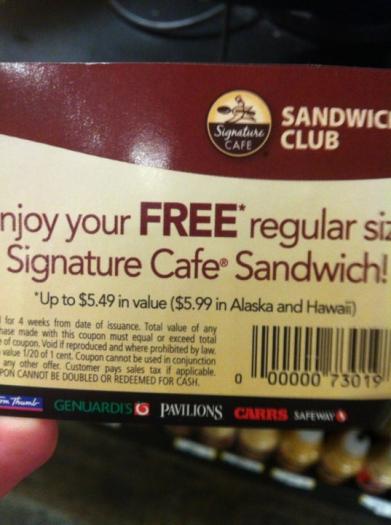 Signature
CAFE
SANDWIC
CLUB
njoy your FREE* regular siz
Signature Cafe® Sandwich!
*Up to $5.49 in value ($5.99 in Alaska and Hawaii)
for 4 weeks from date of issuance. Total value of any
hase made with this coupon must equal or exceed total
e of coupon. Void if reproduced and where prohibited by law.
value 1/20 of 1 cent. Coupon cannot be used in conjunction
any other offer. Customer pays sales tax if applicable.
PON CANNOT BE DOUBLED OR REDEEMED FOR CASH.
0 00000 73019
om Thumb GENUARDI'S PAVILIONS CARRS SAFEWAY